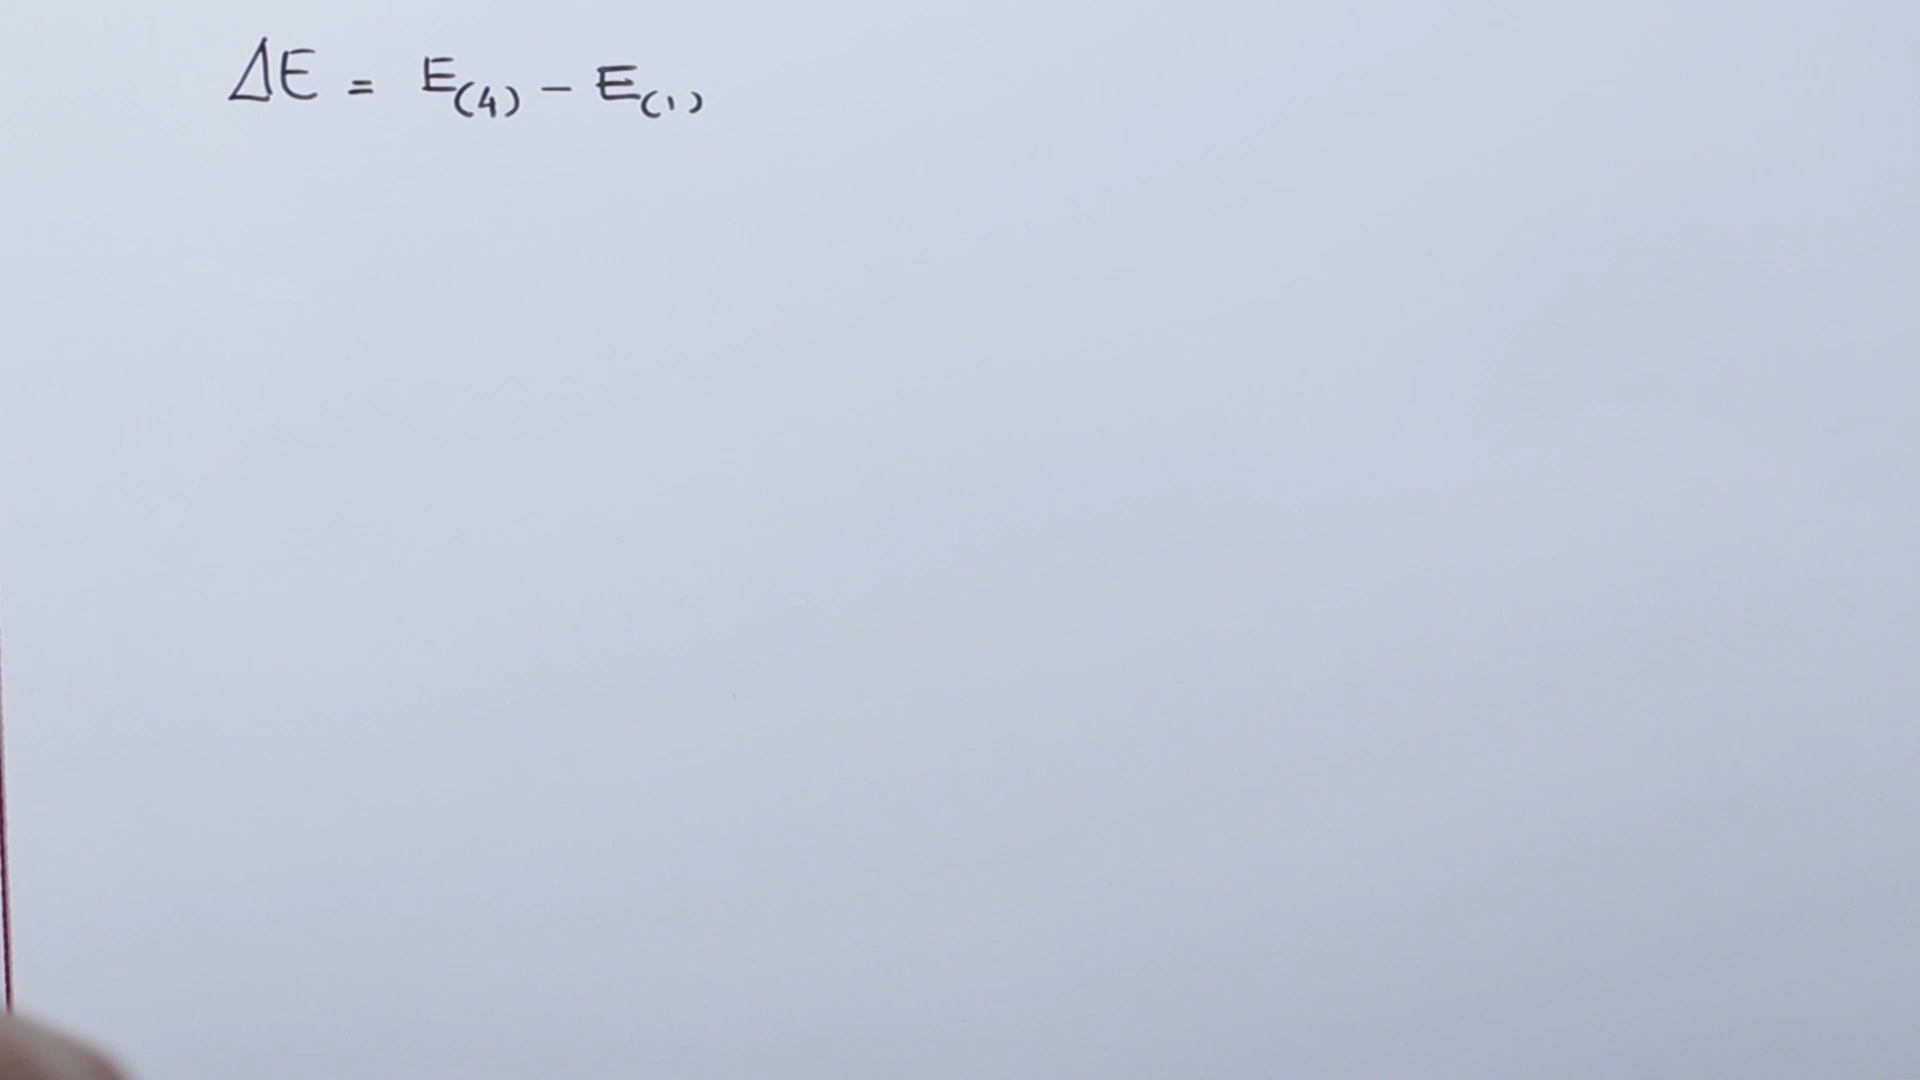 ΔE = E(4) - E(1)